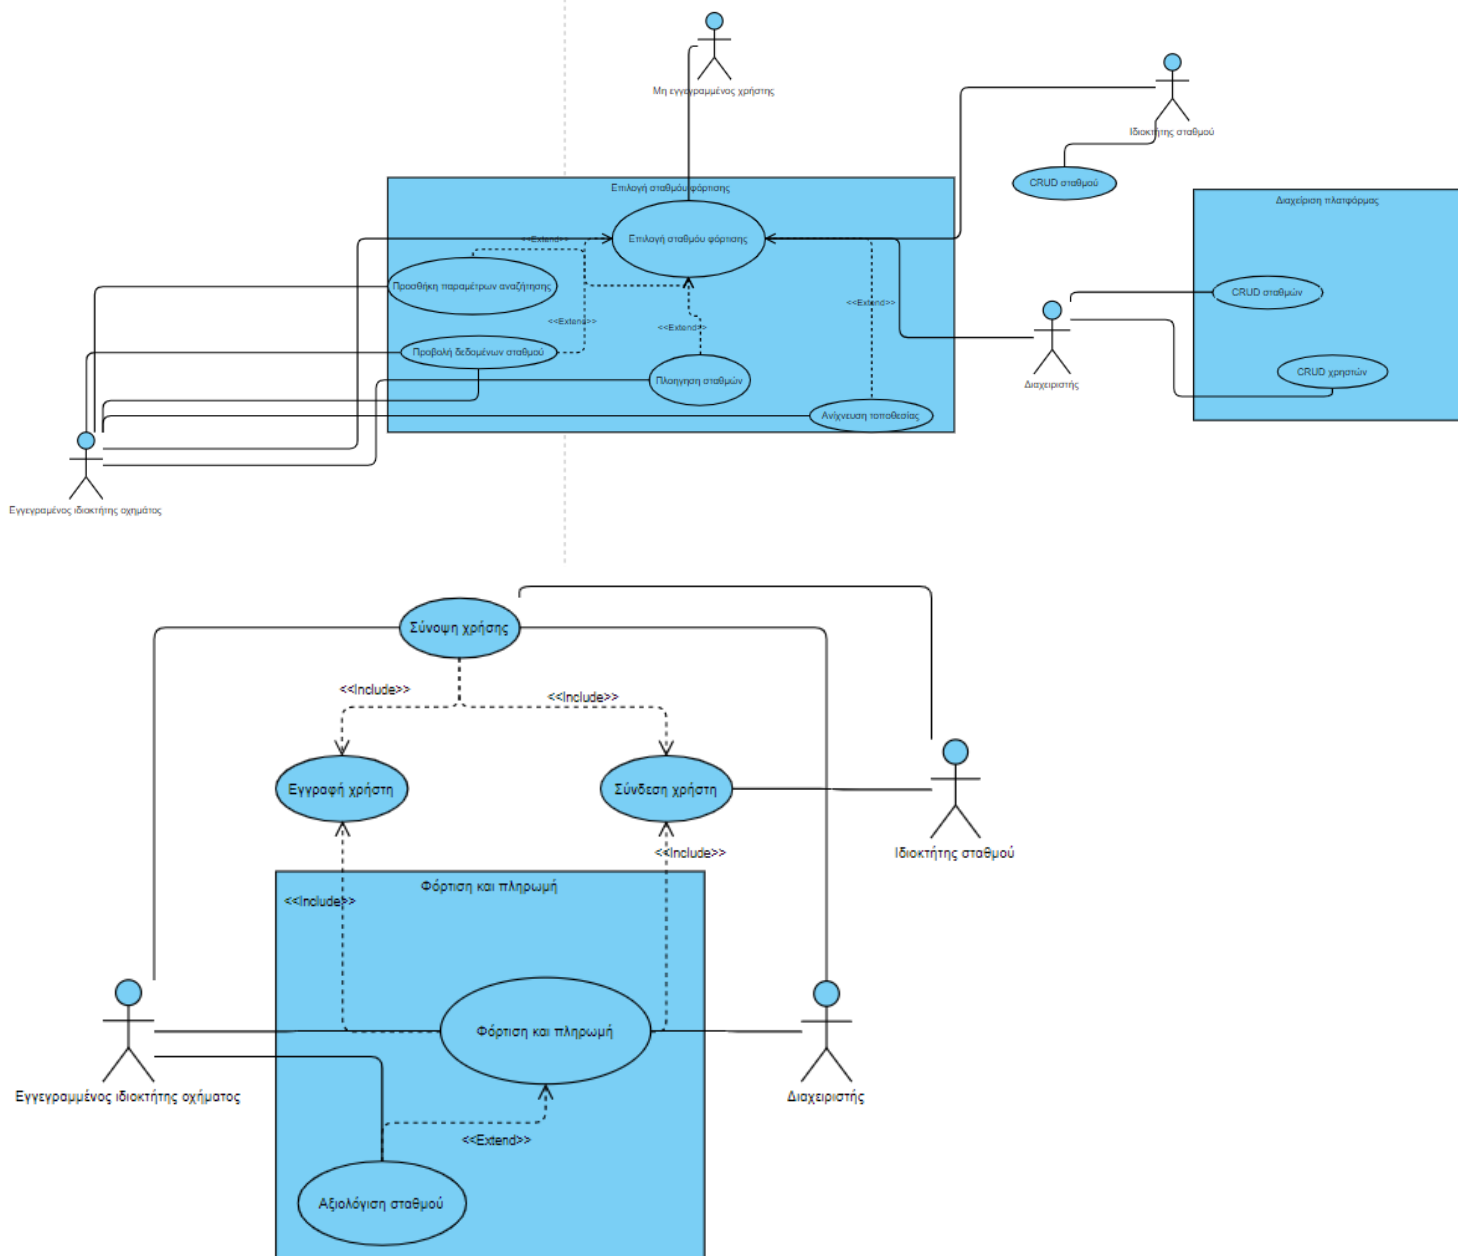 Μη εγγεγραμμένος χρήστης
Ιδιοκτήτης σταθμού
CRUD σταθμού
Επιλογή σταθμόυ φόρτισης
Διαχείριση πλατφόρμας
<<Extend>>
Επιλογή σταθμού φόρτισης
Προσθήκη παραμέτρων αναζήτησης
CRUD σταθμών
<<Extend>>
<<Extend>>
<<Extend>>
Προβολή δεδομένων σταθμού
Πλοηγηση σταθμών
Διαχειριστής
CRUD χρηστών
Ανίχνευση τοποθεσίας
Εγγεγραμένος ιδιοκτήτης οχημάτος
Σύνοψη χρήσης
<<Include>>
<<Include>>
Εγγραφή χρήστη
Σύνδεση χρήστη
<<Include>>
Ιδιοκτήτης σταθμού
Φόρτιση και πληρωμή
<<Include>>
Φόρτιση και πληρωμή
Εγγεγραμμένος ιδιοκτήτης οχήματος
Διαχειριστής
<<Extend>>
Αξιολόγιση σταθμού